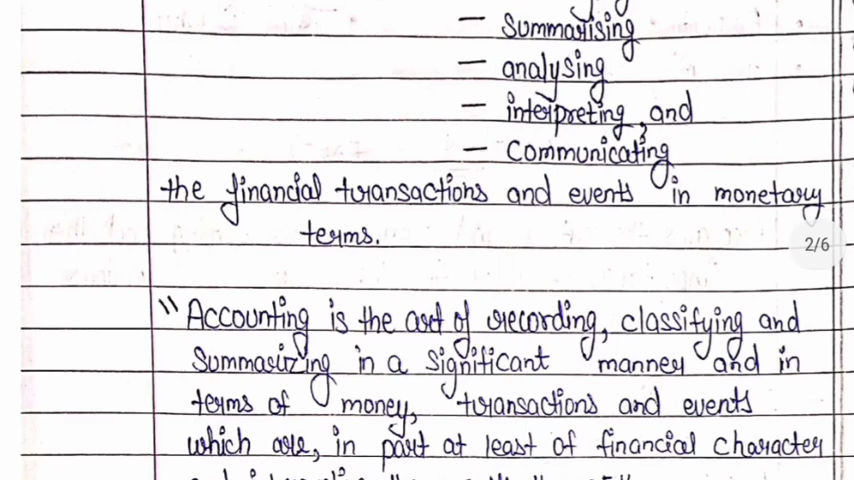 - Summarising
- analysing
- interpreting, and
- Communicating
the financial transactions and events in monetary
terms.
2/6
"Accounting is the art of recording, classifying and
Summarizing in a significant manner and in
terms of money, transactions and events
which are, in part at least of financial character